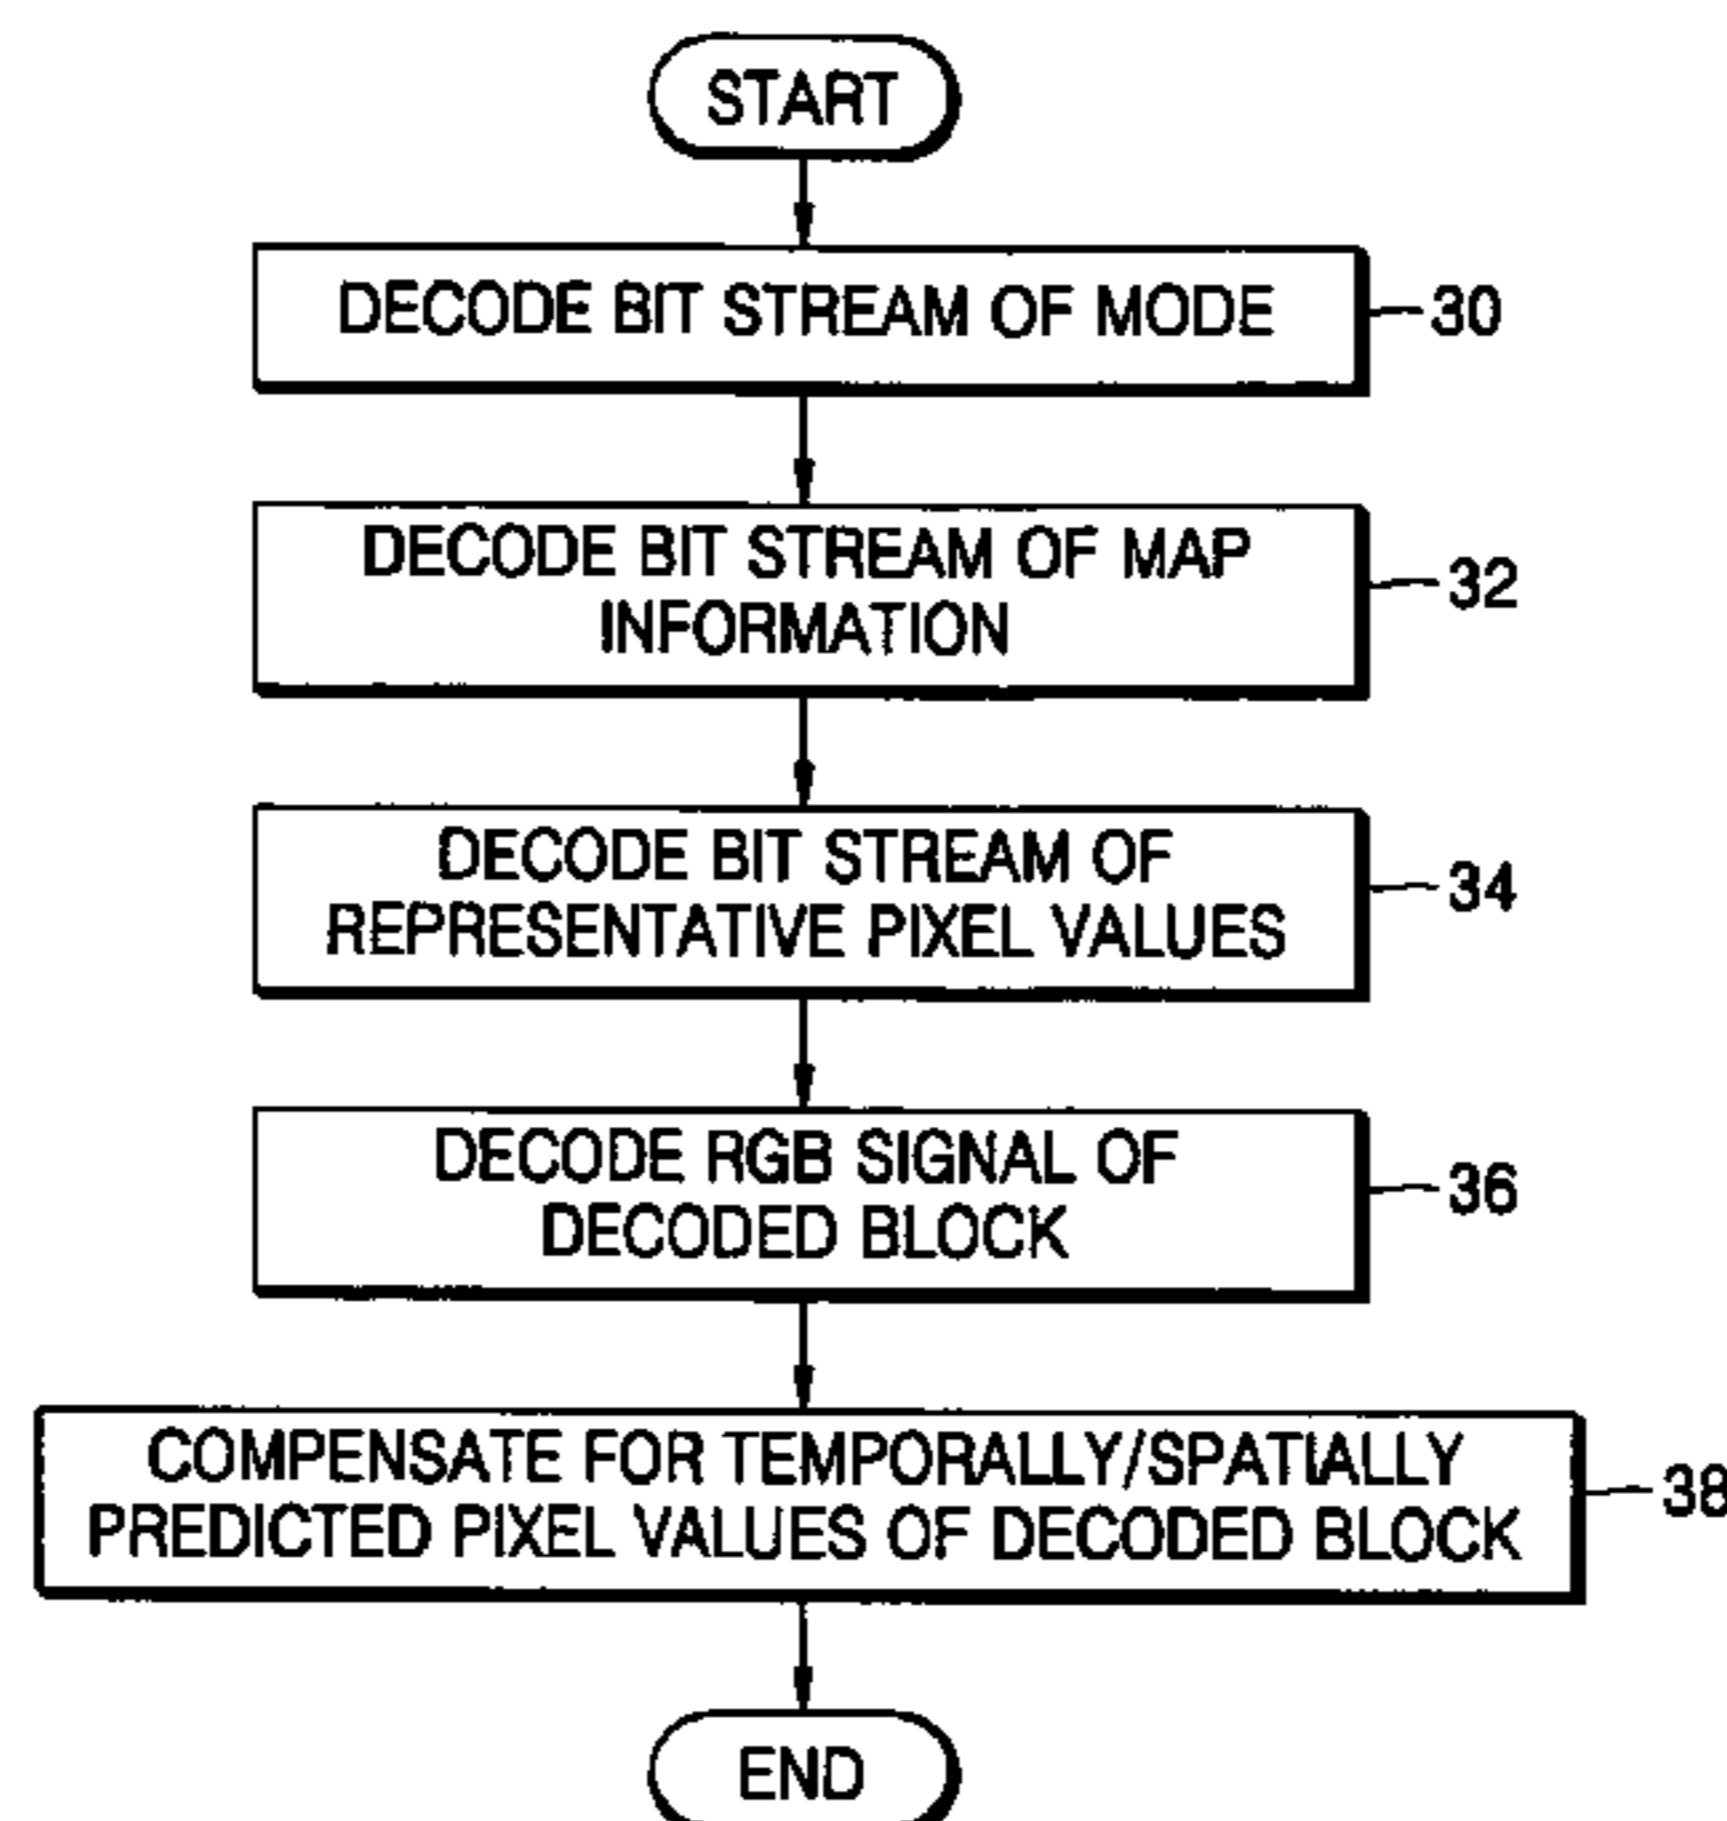 START
DECODE BIT STREAM OF MODE
30
DECODE BIT STREAM OF MAP
INFORMATION
32
DECODE BIT STREAM OF
REPRESENTATIVE PIXEL VALUES
34
DECODE RGB SIGNAL OF
DECODED BLOCK
36
COMPENSATE FOR TEMPORALLY/SPATIALLY
PREDICTED PIXEL VALUES OF DECODED BLOCK
38
END